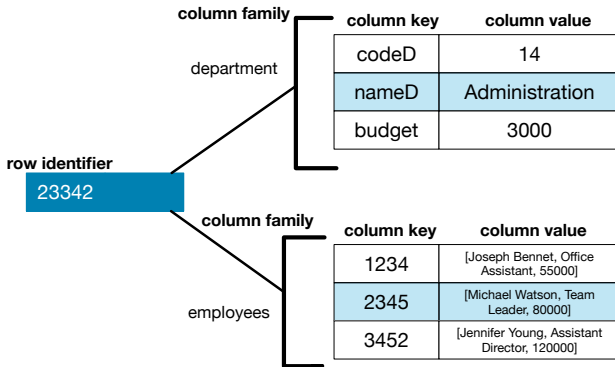 column family
column key column value
department
codeD 14
nameD Administration
budget 3000
row identifier
23342
column family
column key column value
employees
1234 [Joseph Bennet, Office
Assistant, 55000]
2345 [Michael Watson, Team
Leader, 80000]
3452 [Jennifer Young, Assistant
Director, 120000]